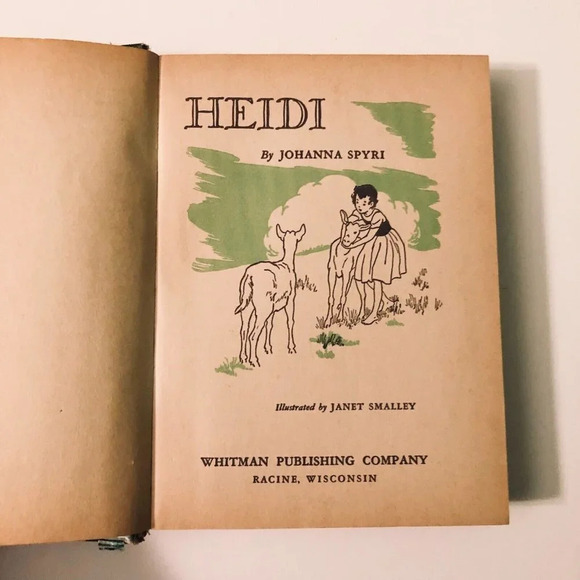 HEIDI
By JOHANNA SPYRI
Illustrated by JANET SMALLEY
WHITMAN PUBLISHING COMPANY
RACINE, WISCONSIN